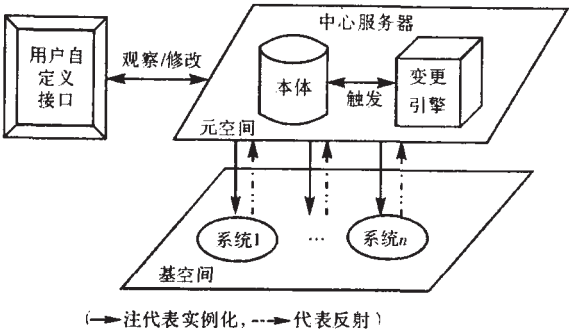 中心服务器
用户自
定义
接口
观察/修改
本体
触发
变更
引擎
元空间
系统1
...
系统n
基空间
(→注代表实例化, --→代表反射)